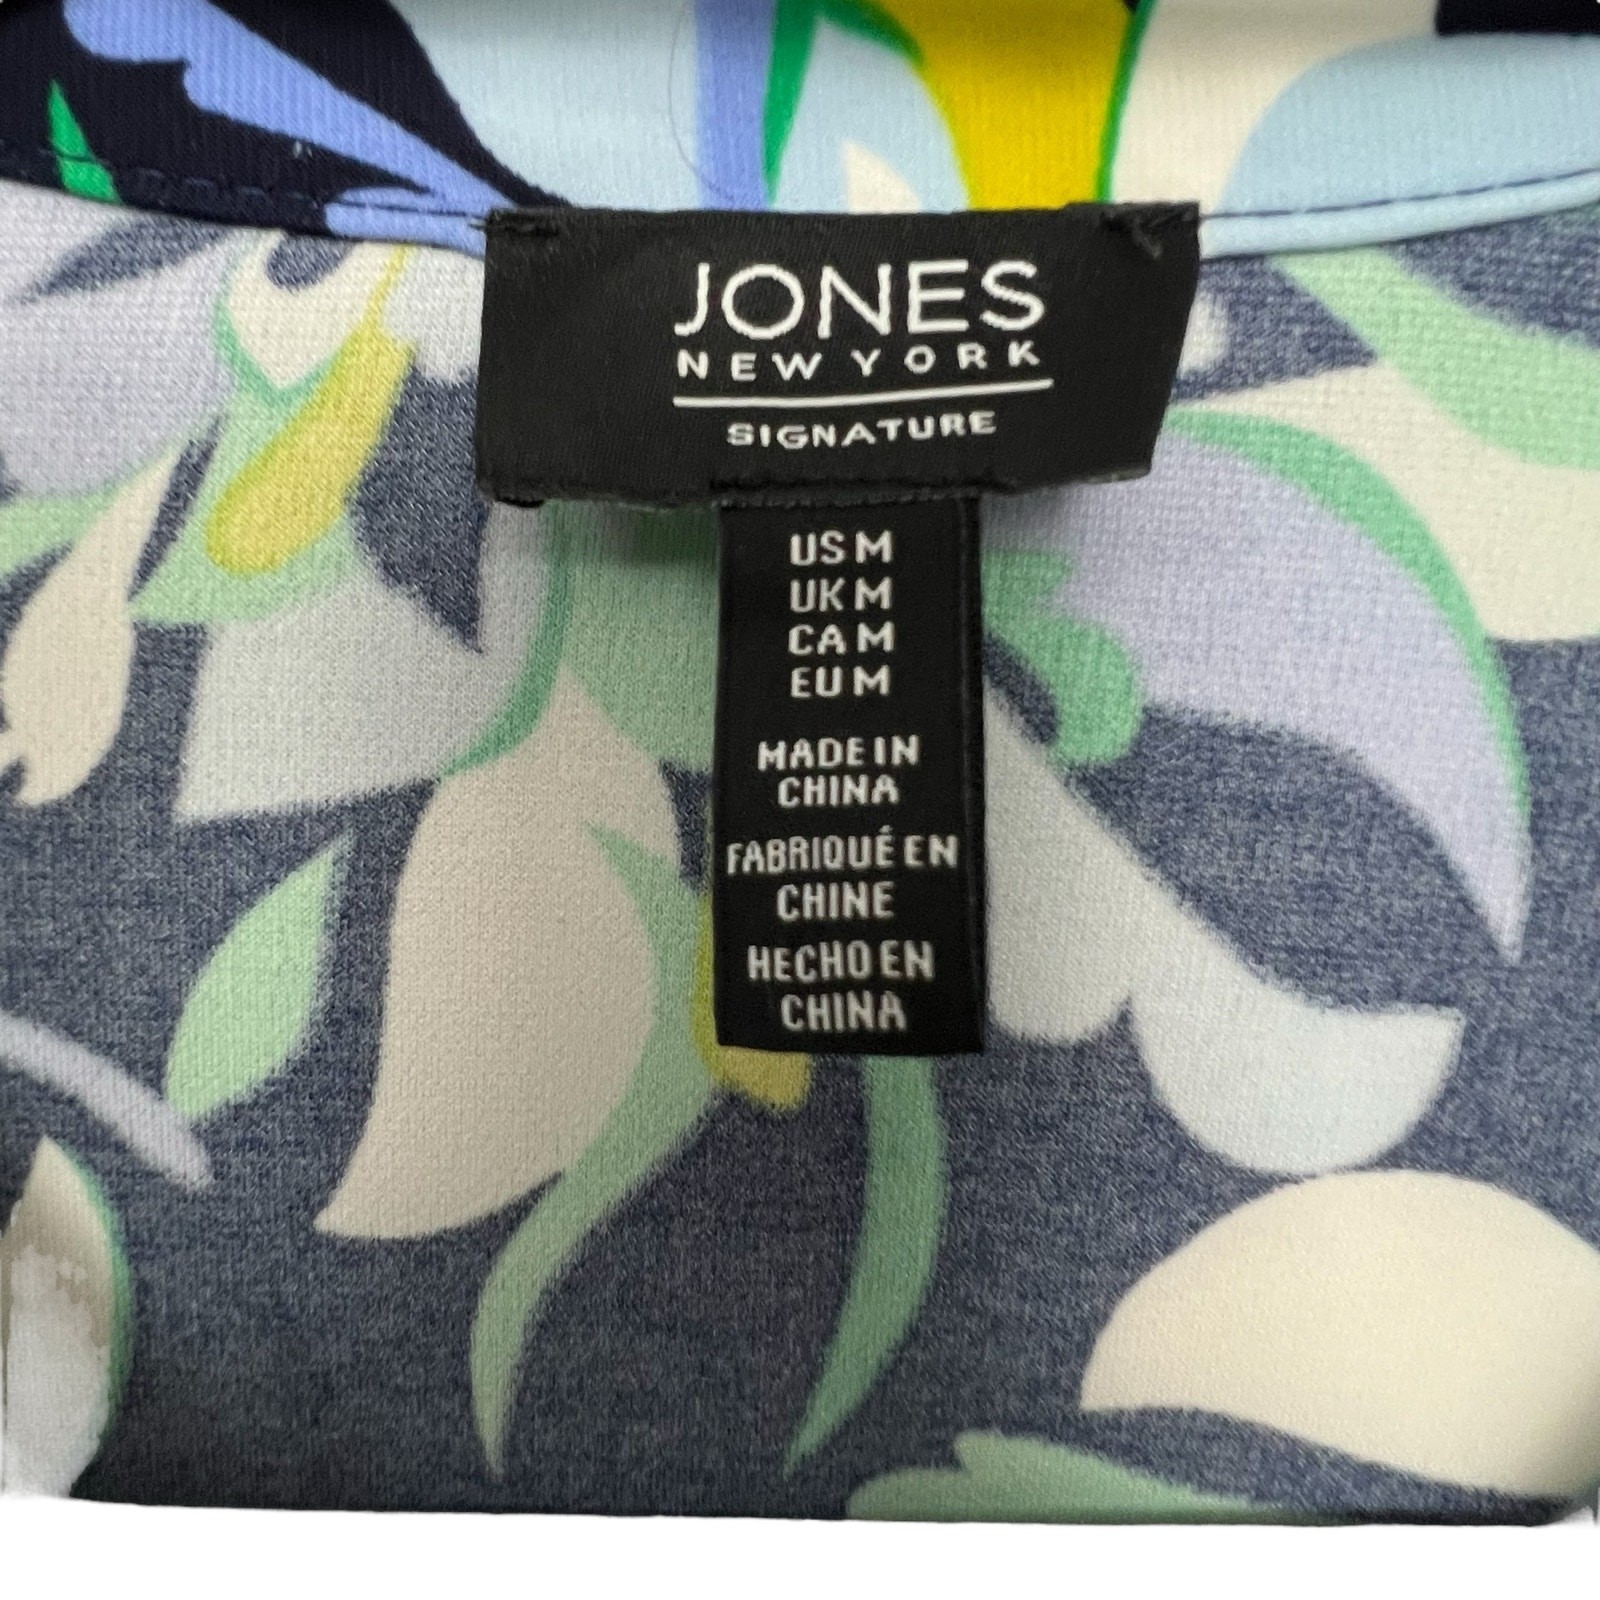 JONES
NEW YORK
SIGNATURE
US M
UK M
CA M
EU M
MADE IN
CHINA
FABRIQUÉ EN
CHINE
HECHO EN
CHINA